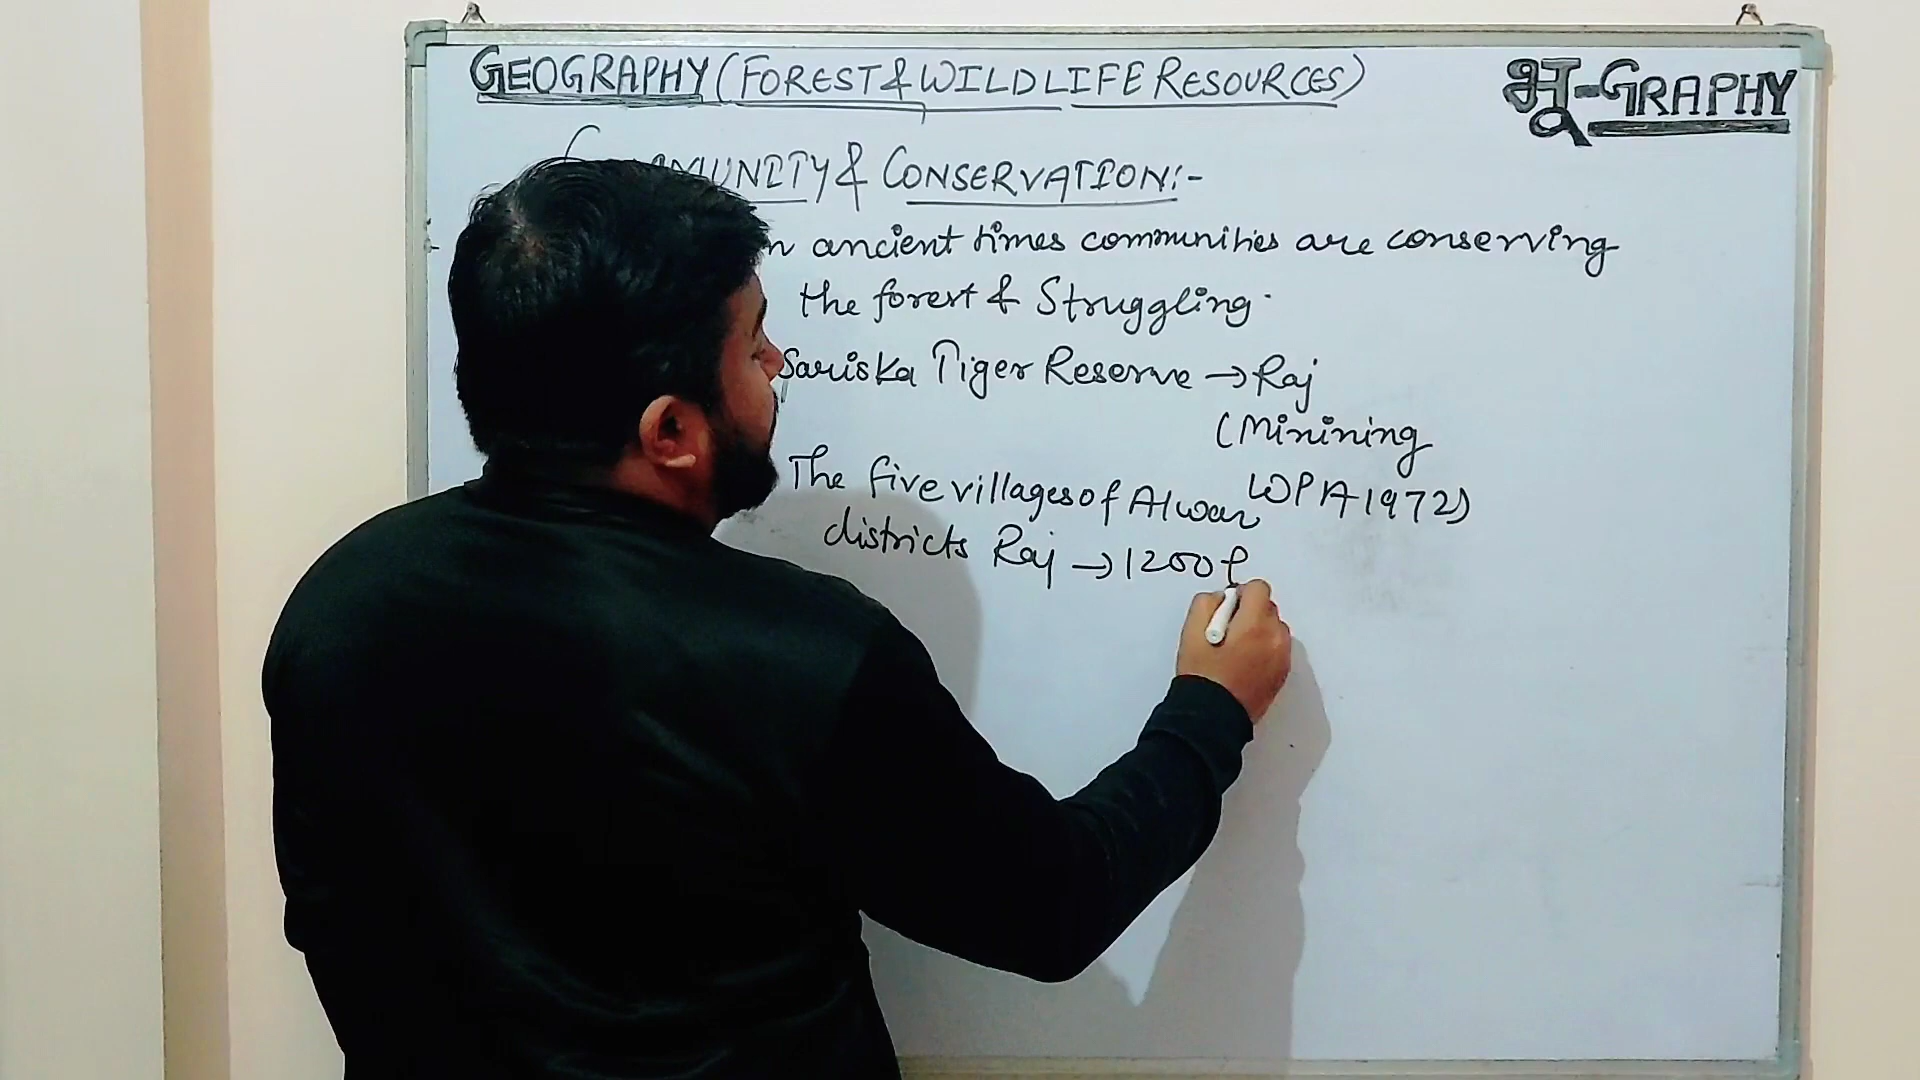 GEOGRAPHY (FOREST & WILDLIFE RESOURCES)
भू-GRAPHY
& CONSERVATION:-
ancient times communities are conserving
the forest & Struggling.
Sariska Tiger Reserve → Raj
(Minining
WPA 1972)
The five villages of Alwar
districts Raj → 1200